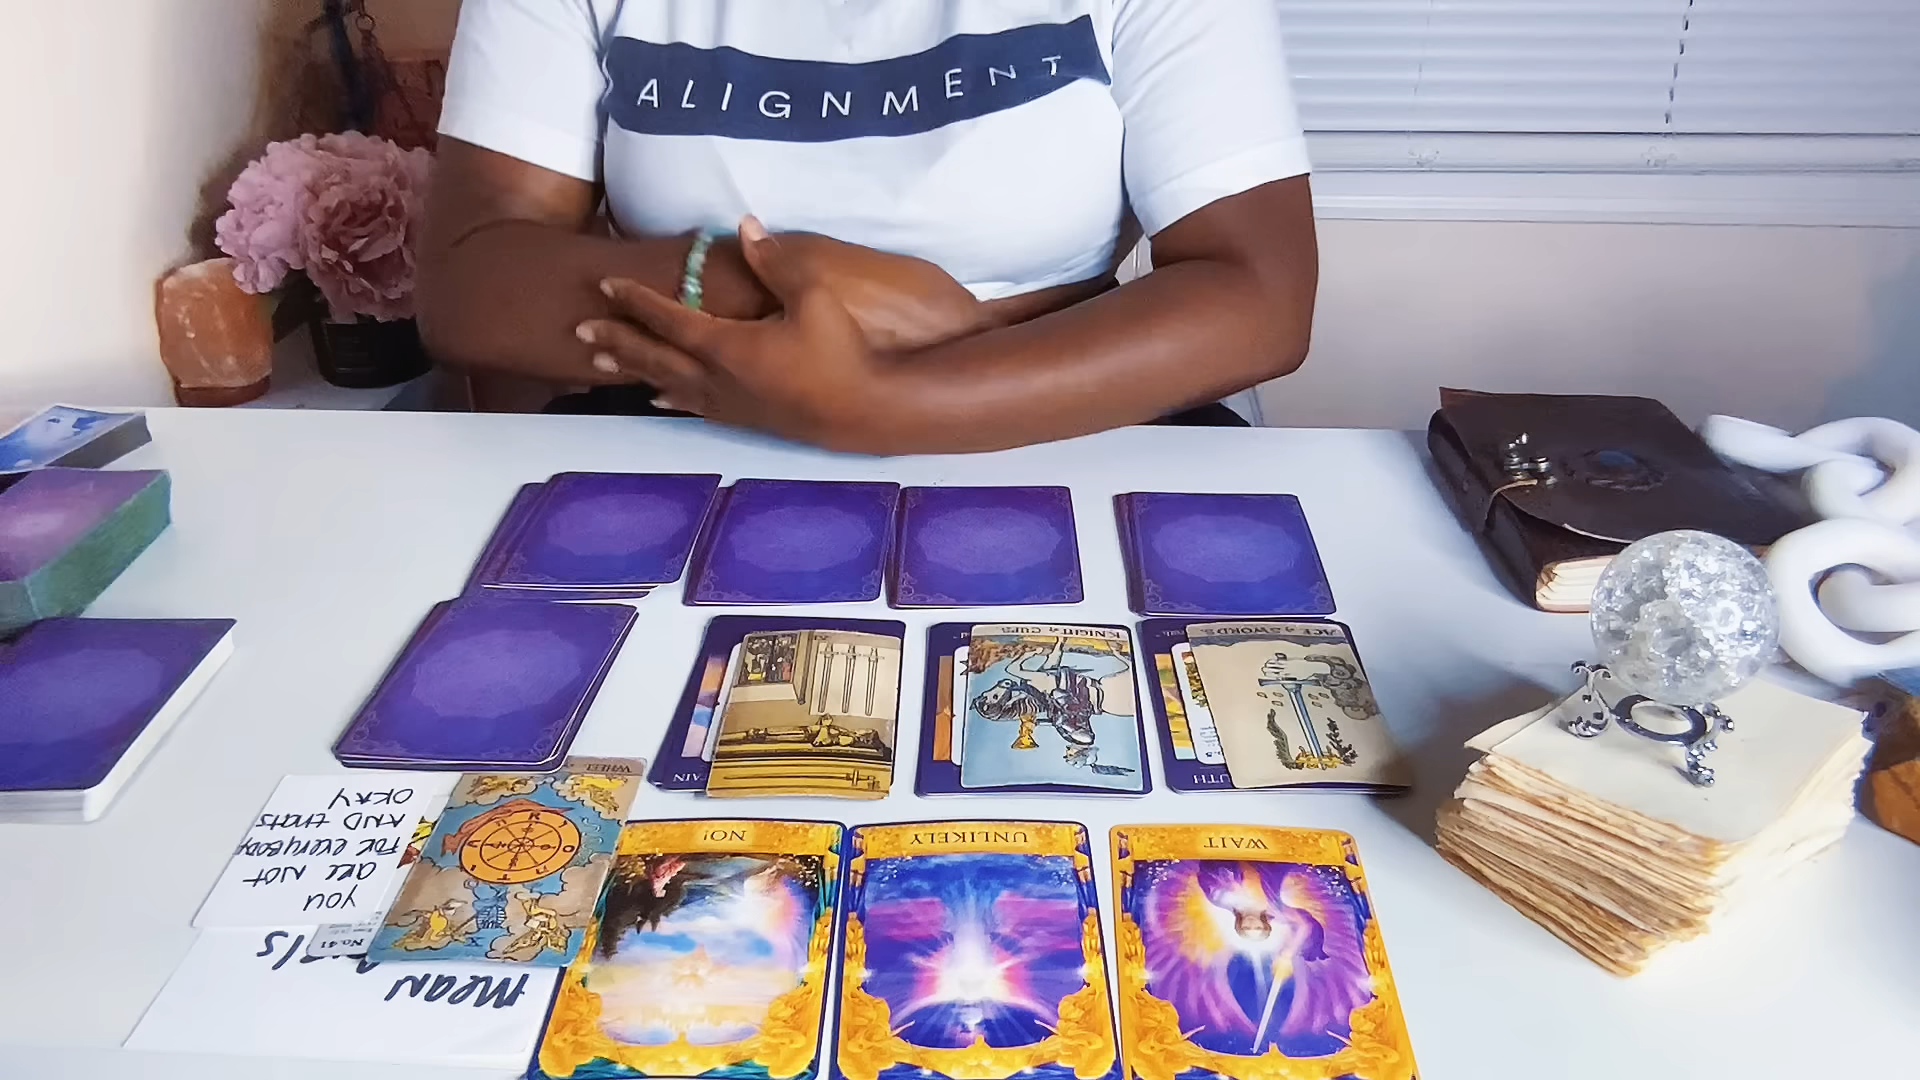 ALIGNMENT
KNIGHT of CUPS
ACE of SWORDS
WHEEL
X
NO!
UNLIKELY
WAIT
YOU
ARE NOT
FOR EVERYBODY
AND thats
OKAY
No.41
MEAN